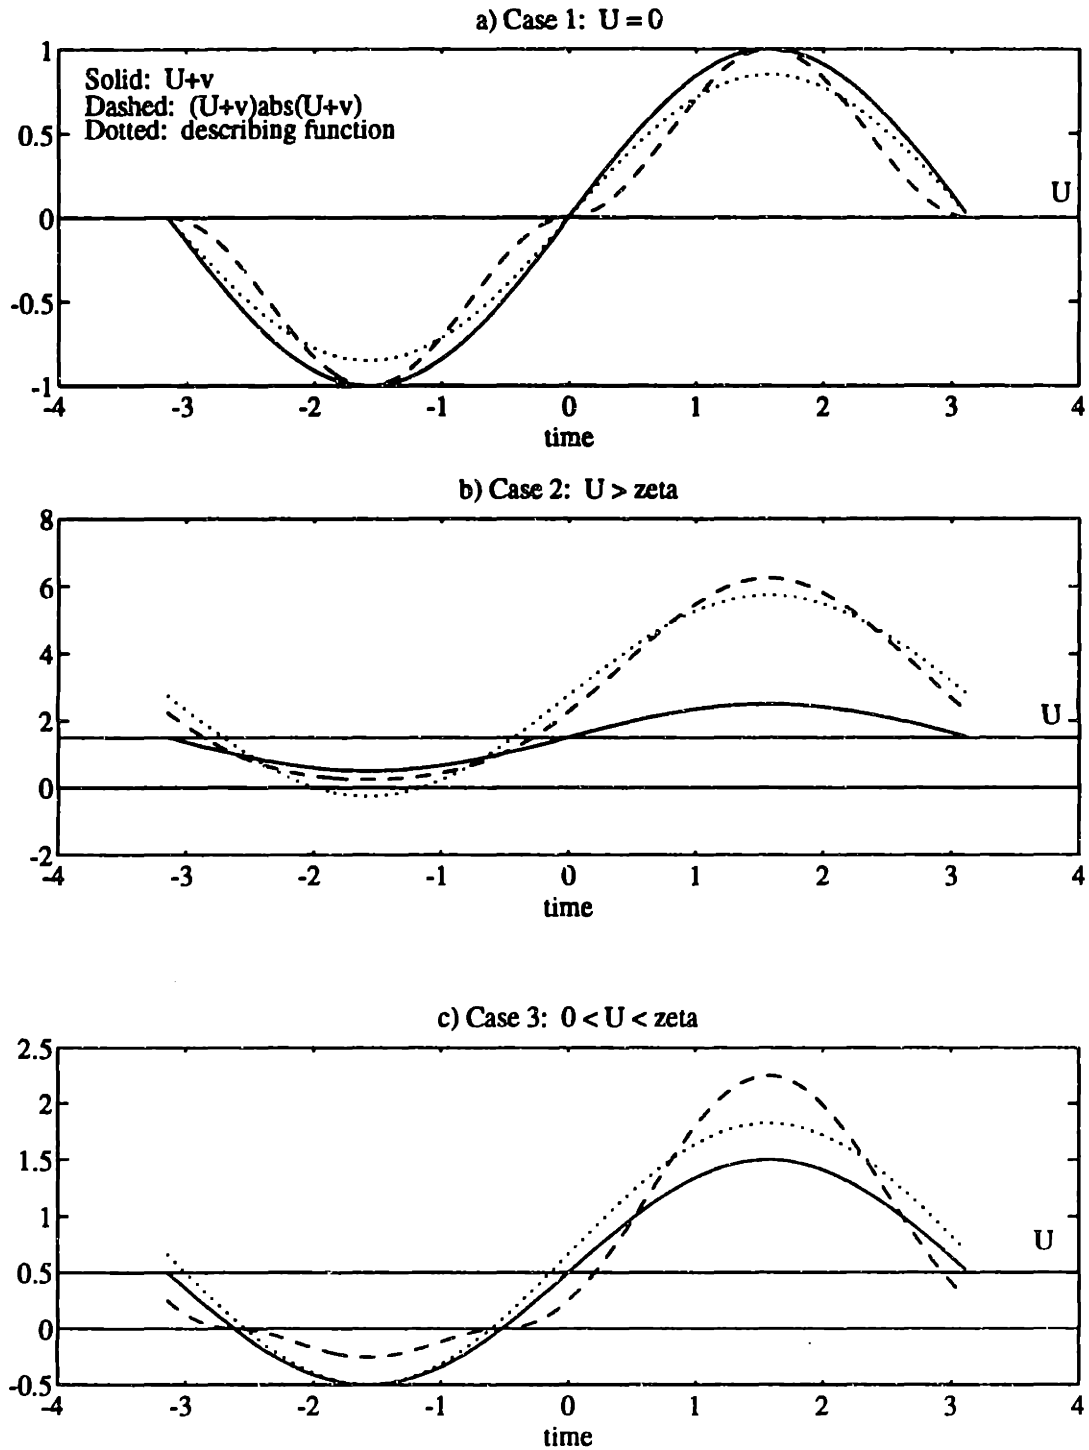 a) Case 1: U = 0
1
Solid: U+v
Dashed: (U+v)abs(U+v)
Dotted: describing function
0.5
U
0
-0.5
-1
-4 -3 -2 -1 0 1 2 3 4
time
b) Case 2: U > zeta
8
6
4
2
U
0
-2
-4 -3 -2 -1 0 1 2 3 4
time
c) Case 3: 0 < U < zeta
2.5
2
1.5
1
U
0.5
0
-0.5
-4 -3 -2 -1 0 1 2 3 4
time